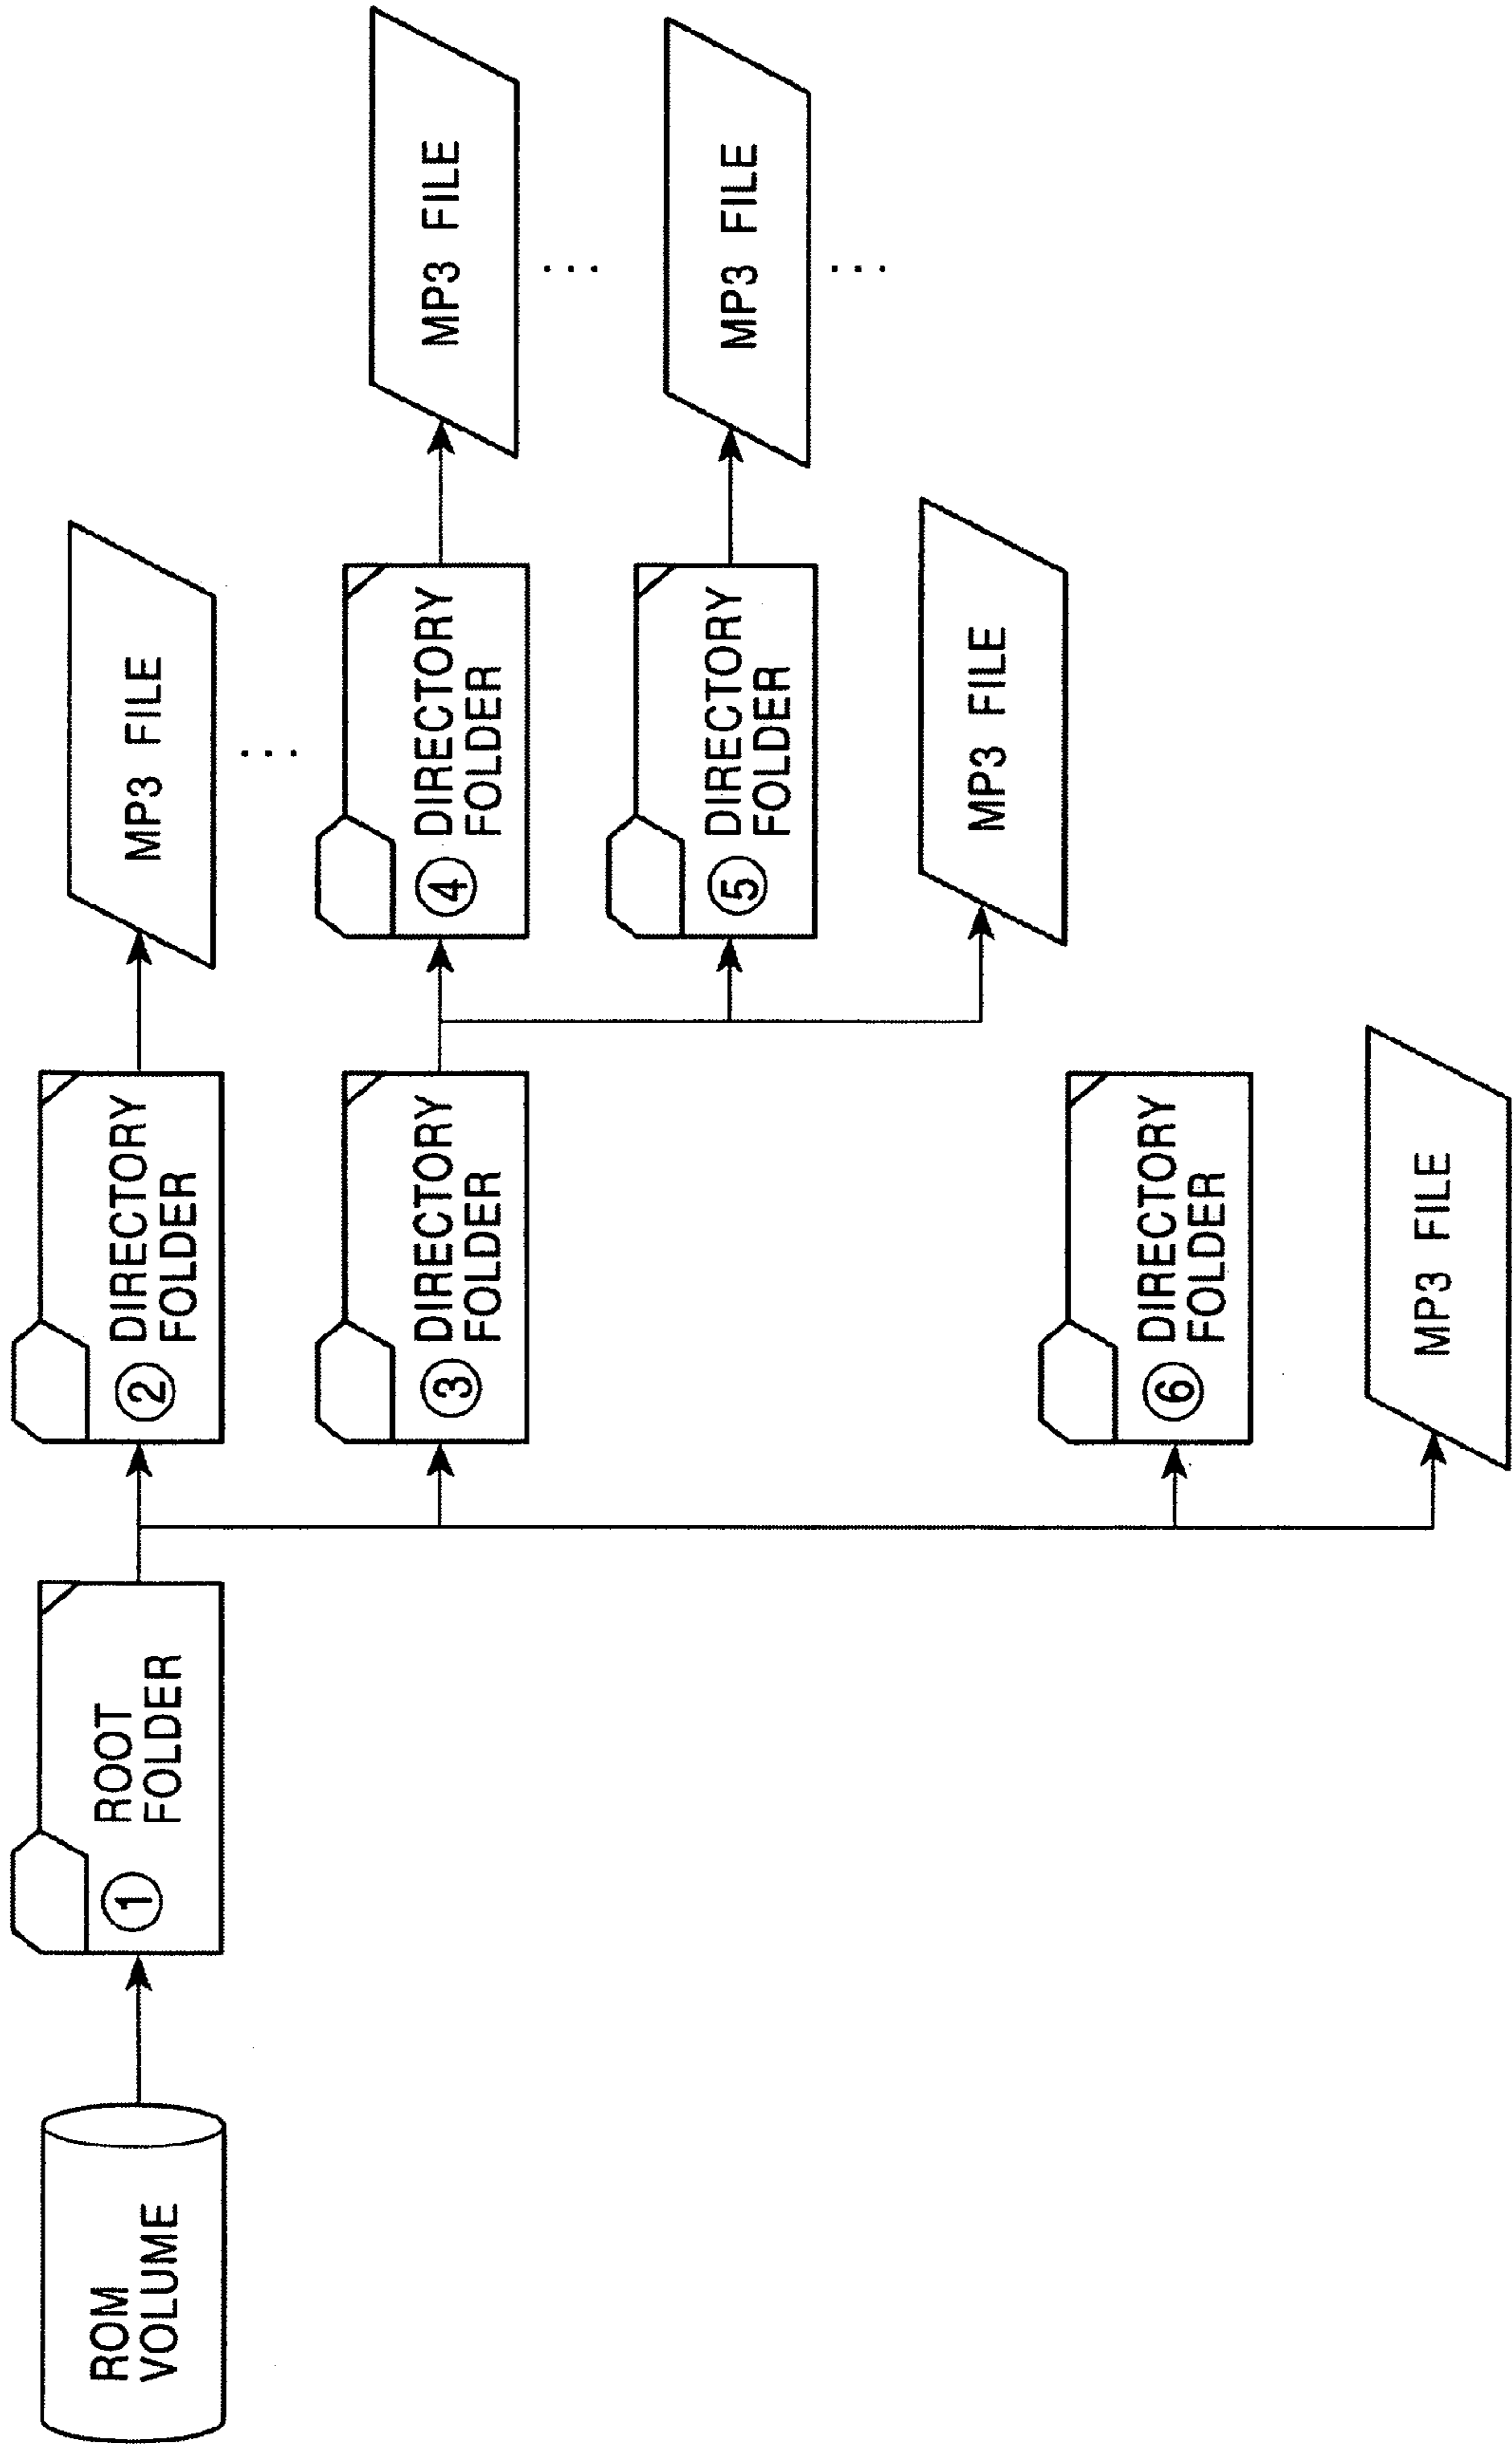 ROM
VOLUME
① ROOT
FOLDER
② DIRECTORY
FOLDER
MP3 FILE
...
③ DIRECTORY
FOLDER
④ DIRECTORY
FOLDER
MP3 FILE
...
⑤ DIRECTORY
FOLDER
MP3 FILE
...
MP3 FILE
⑥ DIRECTORY
FOLDER
MP3 FILE